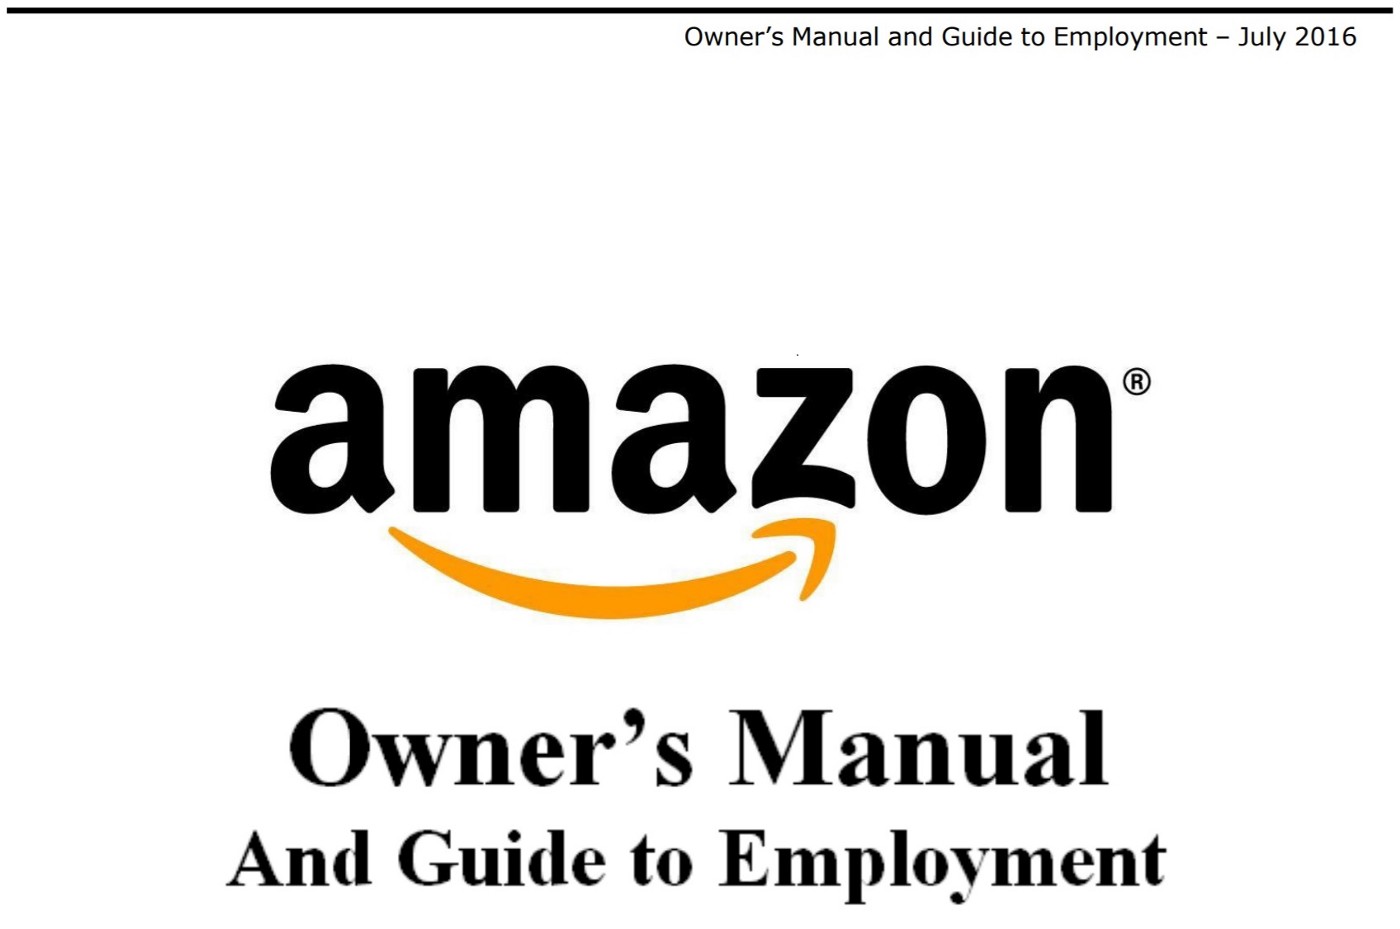 Owner’s Manual and Guide to Employment – July 2016
amazon®
Owner’s Manual
And Guide to Employment